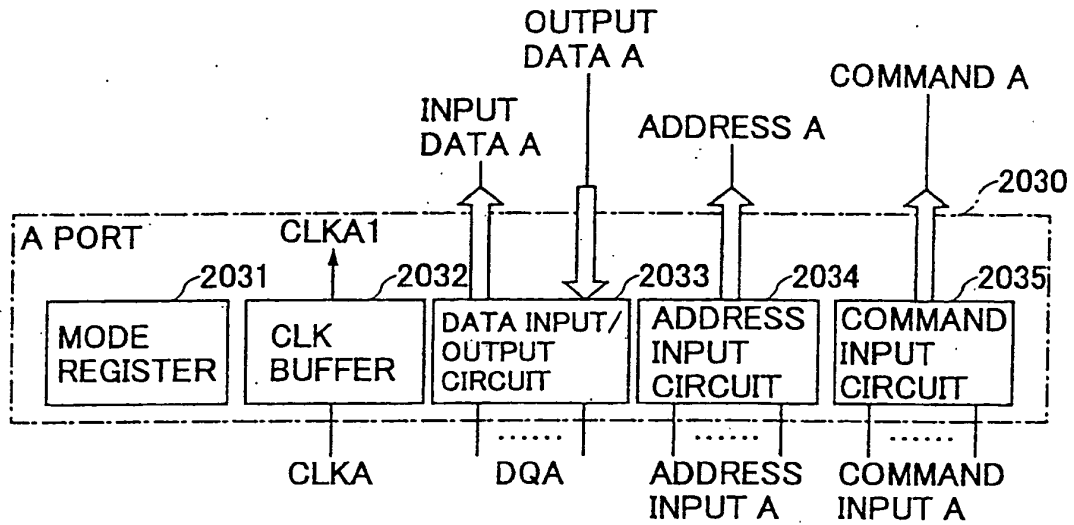 OUTPUT
DATA A
COMMAND A
INPUT
DATA A
ADDRESS A
2030
A PORT
CLKA1
2031
2032
2033
2034
2035
MODE
REGISTER
CLK
BUFFER
DATA INPUT/
OUTPUT
CIRCUIT
ADDRESS
INPUT
CIRCUIT
COMMAND
INPUT
CIRCUIT
......
......
......
CLKA
DQA
ADDRESS
INPUT A
COMMAND
INPUT A